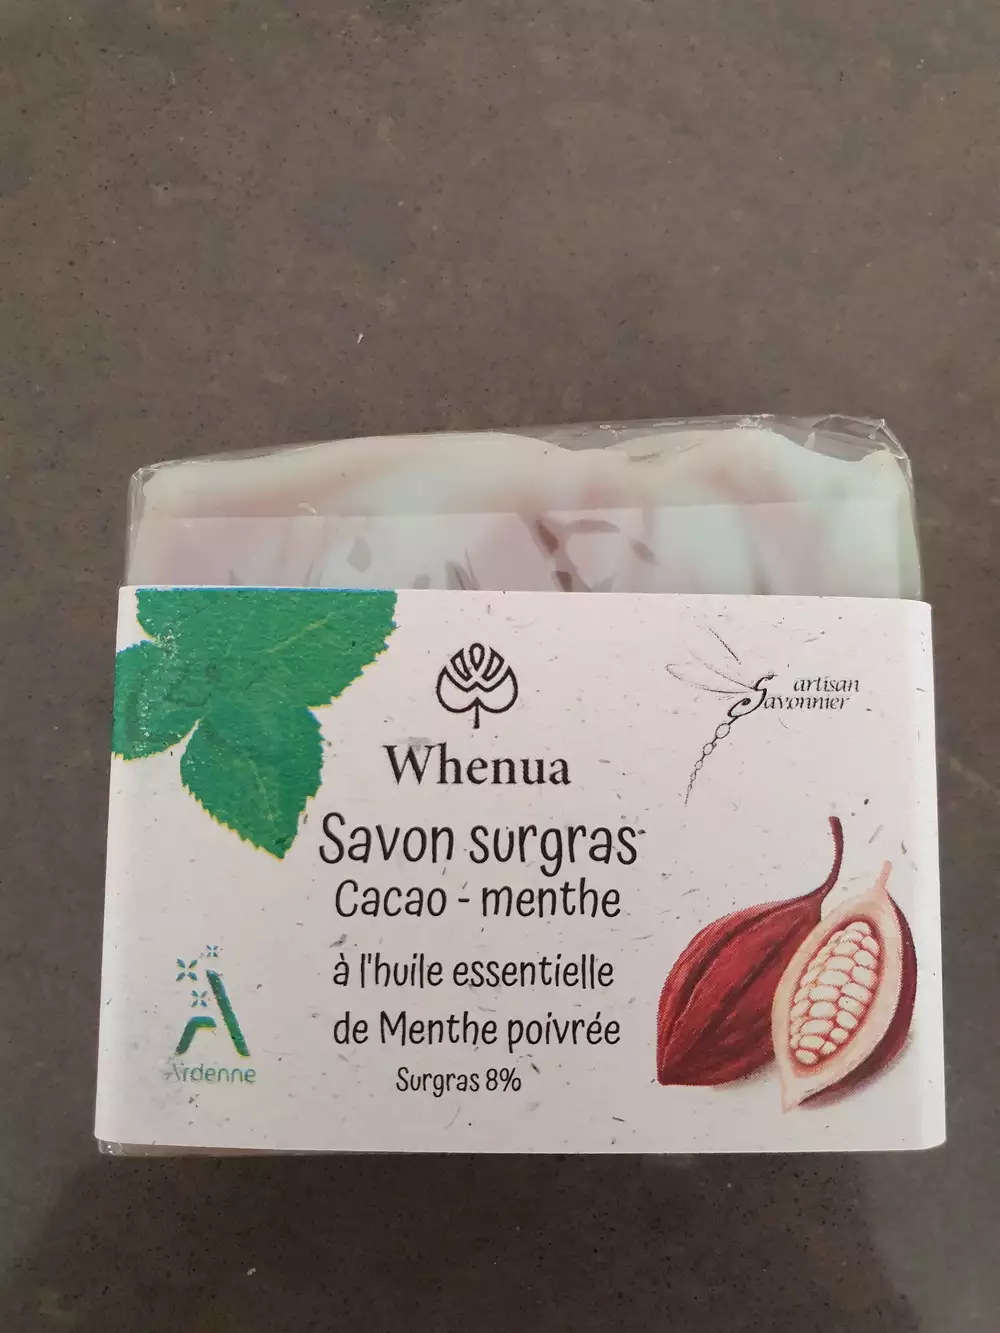 Whenua
artisan
Savonnier
Savon surgras
Cacao - menthe
à l'huile essentielle
de Menthe poivrée
Surgras 8%
Ardenne